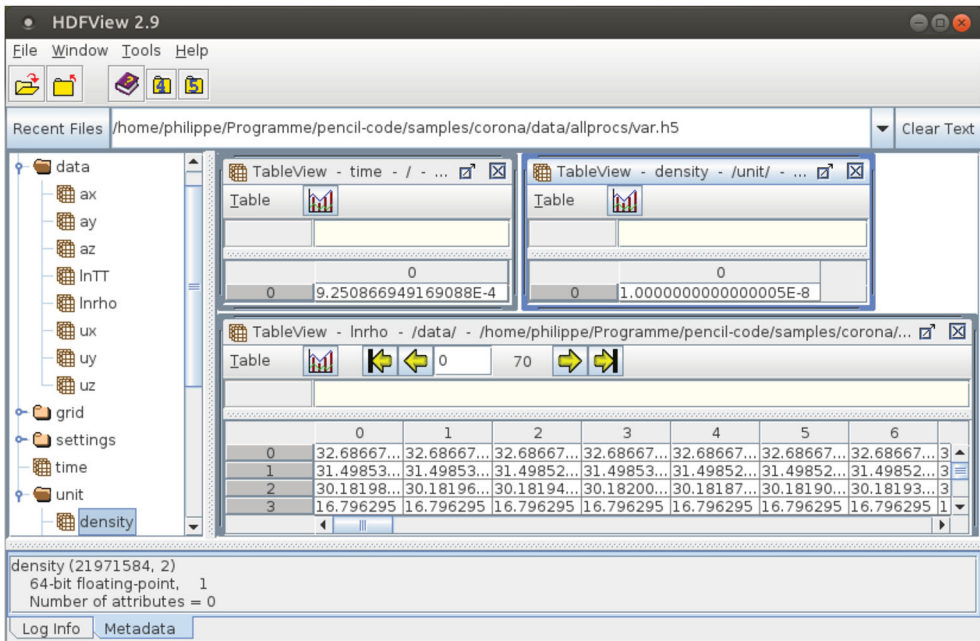 HDFView 2.9
File Window Tools Help
4 5
Recent Files /home/philippe/Programme/pencil-code/samples/corona/data/allprocs/var.h5 Clear Text
data
ax
ay
az
lnTT
lnrho
ux
uy
uz
grid
settings
time
unit
density
TableView - time - / - ...
Table
0
0 9.250866949169088E-4
TableView - density - /unit/ - ...
Table
0
0 1.0000000000000005E-8
TableView - lnrho - /data/ - /home/philippe/Programme/pencil-code/samples/corona/...
Table 0 70
0 1 2 3 4 5 6
0 32.68667... 32.68667... 32.68667... 32.68667... 32.68667... 32.68667... 32.68667... 3
1 31.49853... 31.49853... 31.49852... 31.49853... 31.49852... 31.49852... 31.49852... 3
2 30.18198... 30.18196... 30.18194... 30.18200... 30.18187... 30.18190... 30.18193... 3
3 16.796295 16.796295 16.796295 16.796295 16.796295 16.796295 16.796295 1
density (21971584, 2)
64-bit floating-point, 1
Number of attributes = 0
Log Info Metadata